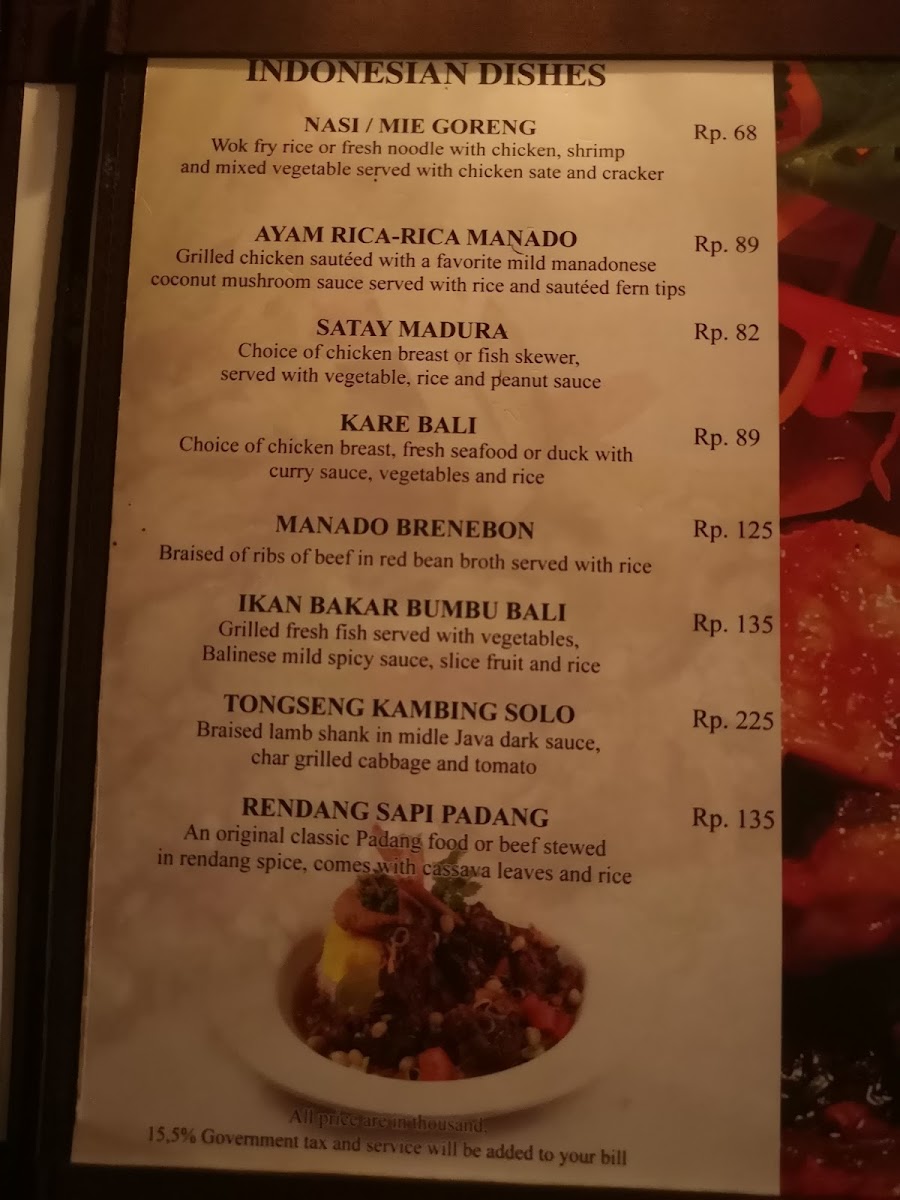 INDONESIAN DISHES
NASI / MIE GORENG
Rp. 68
Wok fry rice or fresh noodle with chicken, shrimp
and mixed vegetable served with chicken sate and cracker
AYAM RICA-RICA MANADO
Rp. 89
Grilled chicken sautéed with a favorite mild manadonese
coconut mushroom sauce served with rice and sautéed fern tips
SATAY MADURA
Rp. 82
Choice of chicken breast or fish skewer,
served with vegetable, rice and peanut sauce
KARE BALI
Rp. 89
Choice of chicken breast, fresh seafood or duck with
curry sauce, vegetables and rice
MANADO BRENEBON
Rp. 125
Braised of ribs of beef in red bean broth served with rice
IKAN BAKAR BUMBU BALI
Rp. 135
Grilled fresh fish served with vegetables,
Balinese mild spicy sauce, slice fruit and rice
TONGSENG KAMBING SOLO
Rp. 225
Braised lamb shank in midle Java dark sauce,
char grilled cabbage and tomato
RENDANG SAPI PADANG
Rp. 135
An original classic Padang food or beef stewed
in rendang spice, comes with cassava leaves and rice
All price are in thousand,
15,5% Government tax and service will be added to your bill